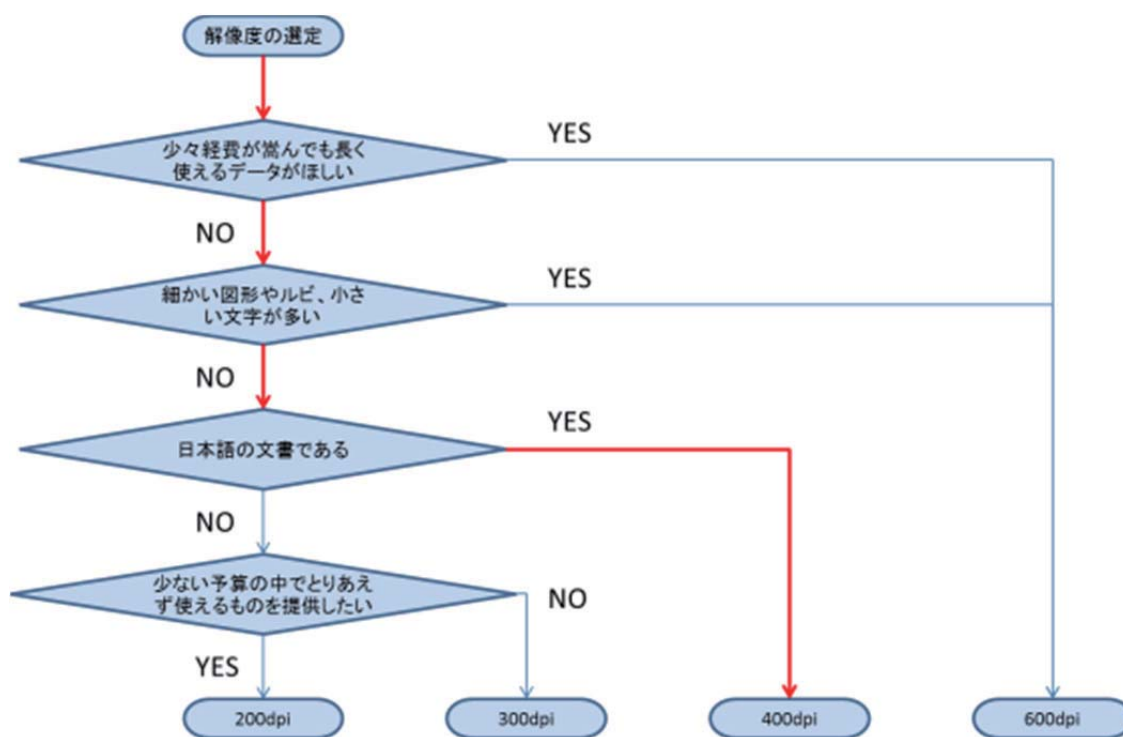 解像度の選定
YES
少々経費が嵩んでも長く
使えるデータがほしい
NO
YES
細かい図形やルビ、小さ
い文字が多い
NO
YES
日本語の文書である
NO
少ない予算の中でとりあえ
ず使えるものを提供したい
NO
YES
200dpi
300dpi
400dpi
600dpi